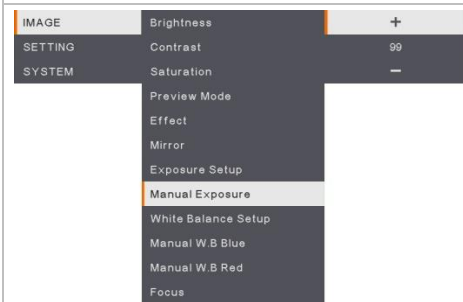 IMAGE
SETTING
SYSTEM
Brightness
Contrast
Saturation
Preview Mode
Effect
Mirror
Exposure Setup
Manual Exposure
White Balance Setup
Manual W.B Blue
Manual W.B Red
Focus
+
99
−